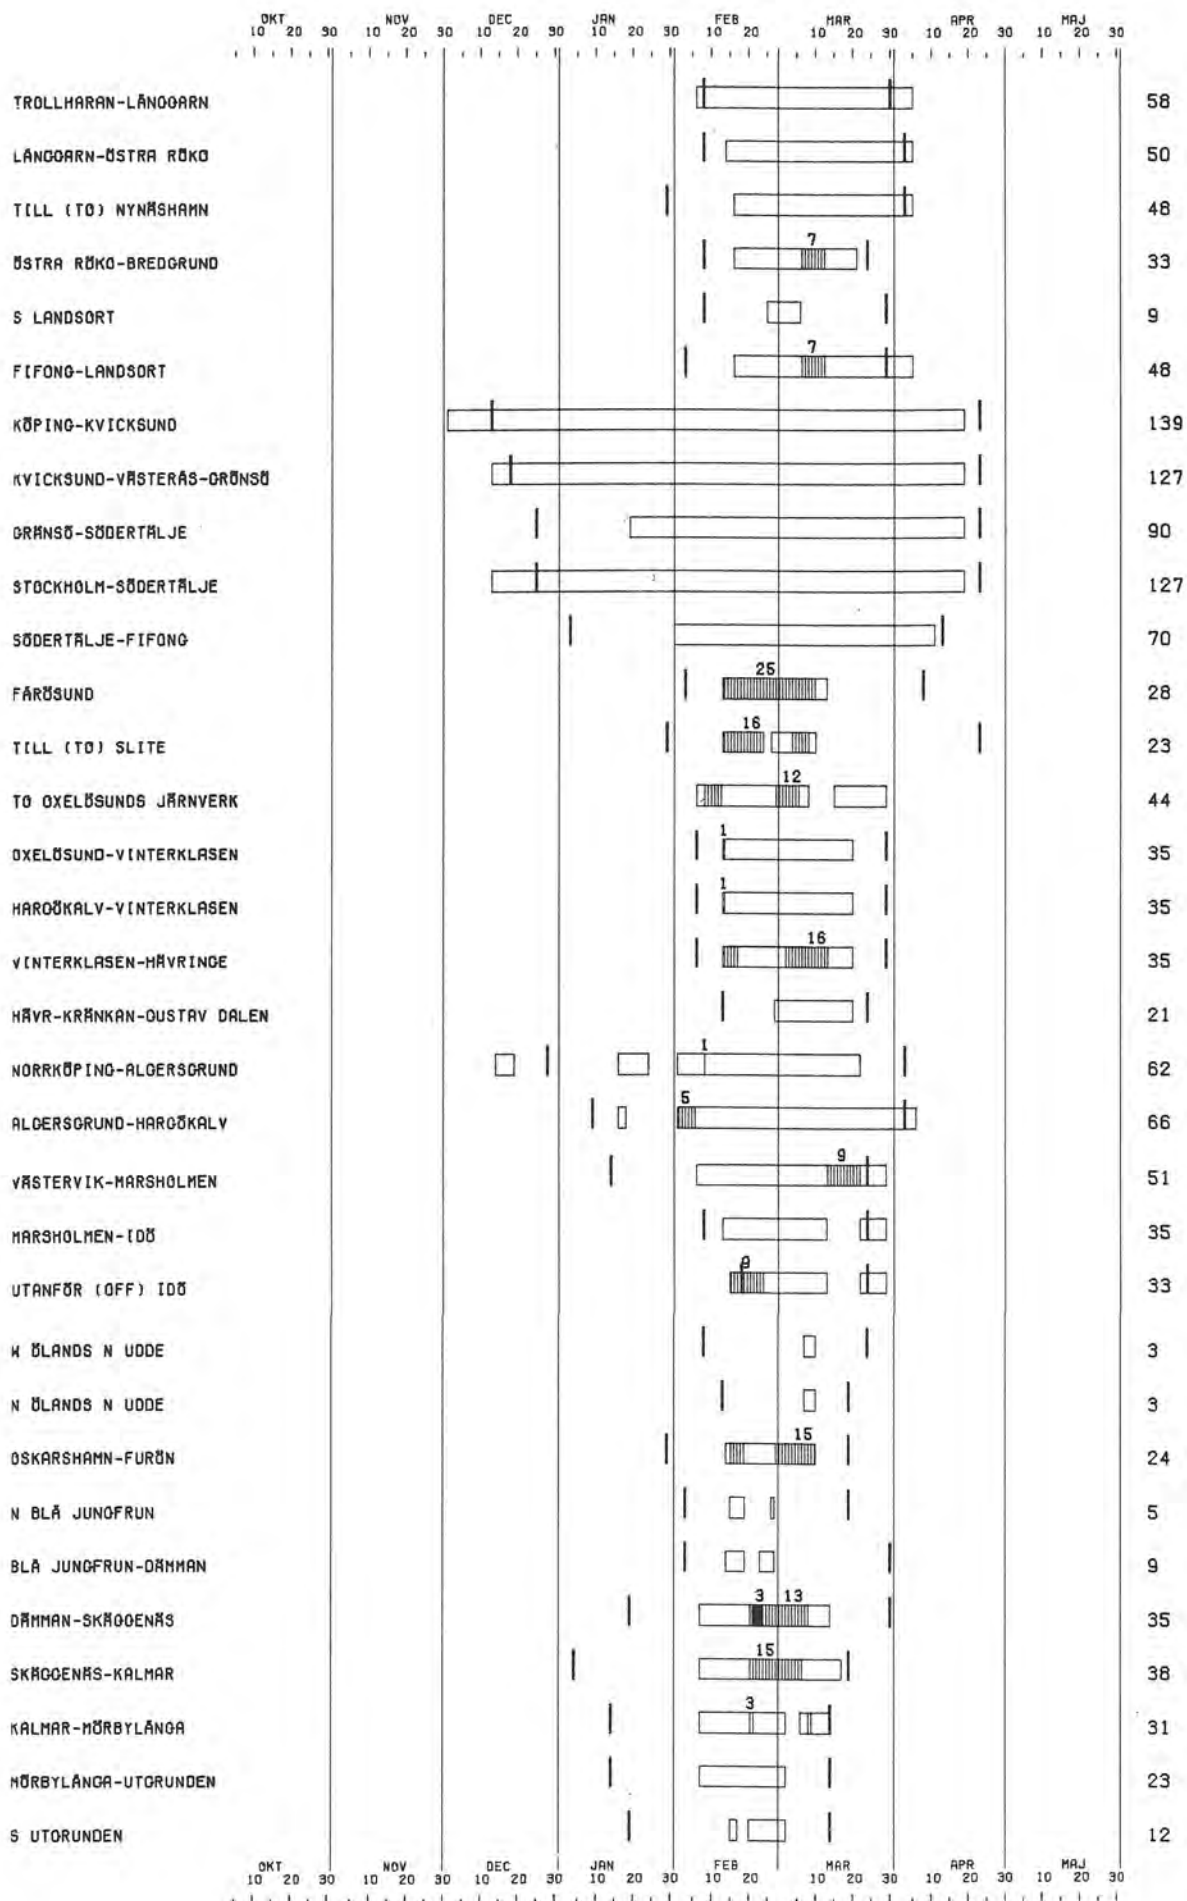 OKT NOV DEC JAN FEB MAR APR MAJ
10 20 30 10 20 30 10 20 30 10 20 30 10 20 10 20 30 10 20 30 10 20 30
TROLLHARAN-LÅNGGARN 58
LÅNGGARN-ÖSTRA RÖKO 50
TILL (TO) NYNÄSHAMN 48
7
ÖSTRA RÖKO-BREDGRUND 33
S LANDSORT 9
7
FIFONG-LANDSORT 48
KÖPING-KVICKSUND 139
KVICKSUND-VÄSTERÅS-GRÖNSÖ 127
GRÄNSÖ-SÖDERTÄLJE 90
STOCKHOLM-SÖDERTÄLJE 127
SÖDERTÄLJE-FIFONG 70
25
FÅRÖSUND 28
16
TILL (TO) SLITE 23
12
TO OXELÖSUNDS JÄRNVERK 44
1
OXELÖSUND-VINTERKLASEN 35
1
HARGÖKALV-VINTERKLASEN 35
16
VINTERKLASEN-HÄVRINGE 35
HÄVR-KRÄNKAN-GUSTAV DALEN 21
1
NORRKÖPING-ALGERSGRUND 62
5
ALGERSGRUND-HARGÖKALV 66
9
VÄSTERVIK-MARSHOLMEN 51
MARSHOLMEN-IDÖ 35
UTANFÖR (OFF) IDÖ 33
W ÖLANDS N UDDE 3
N ÖLANDS N UDDE 3
15
OSKARSHAMN-FURÖN 24
N BLÅ JUNGFRUN 5
BLÅ JUNGFRUN-DÄMMAN 9
3 13
DÄMMAN-SKÄGGENÄS 35
15
SKÄGGENÄS-KALMAR 38
3
KALMAR-MÖRBYLÅNGA 31
MÖRBYLÅNGA-UTGRUNDEN 23
S UTGRUNDEN 12
OKT NOV DEC JAN FEB MAR APR MAJ
10 20 30 10 20 30 10 20 30 10 20 30 10 20 10 20 30 10 20 30 10 20 30